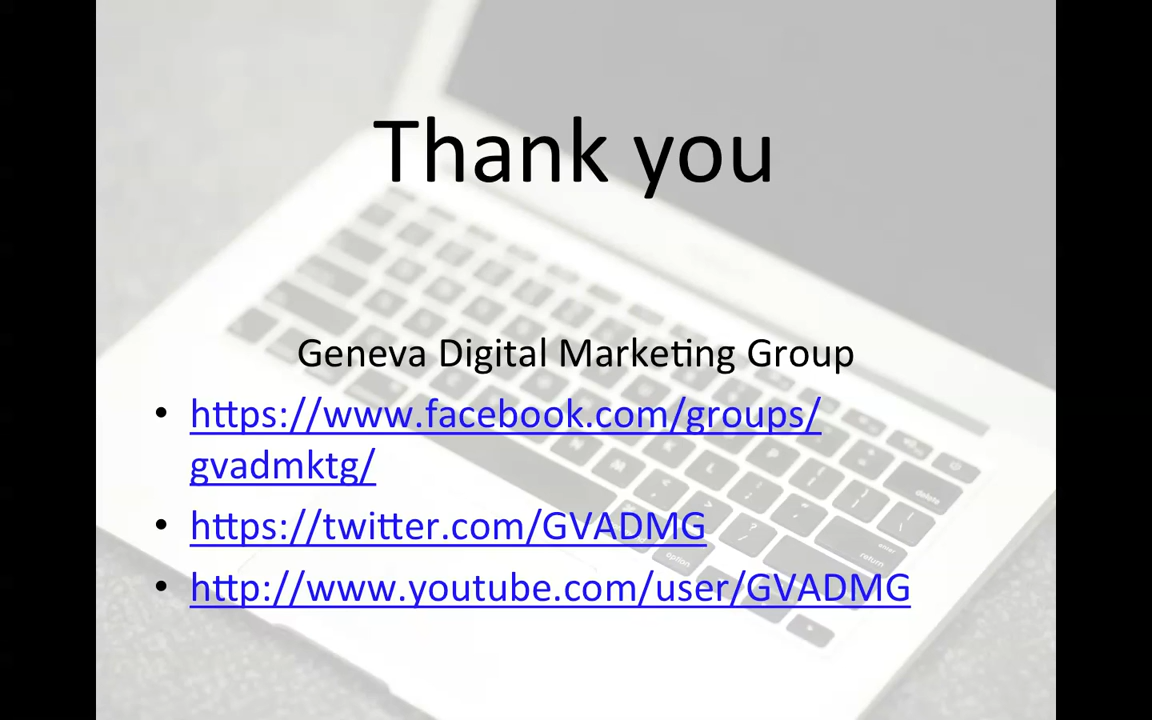 Thank you
Geneva Digital Marketing Group
• https://www.facebook.com/groups/
gvadmktg/
• https://twitter.com/GVADMG
• http://www.youtube.com/user/GVADMG